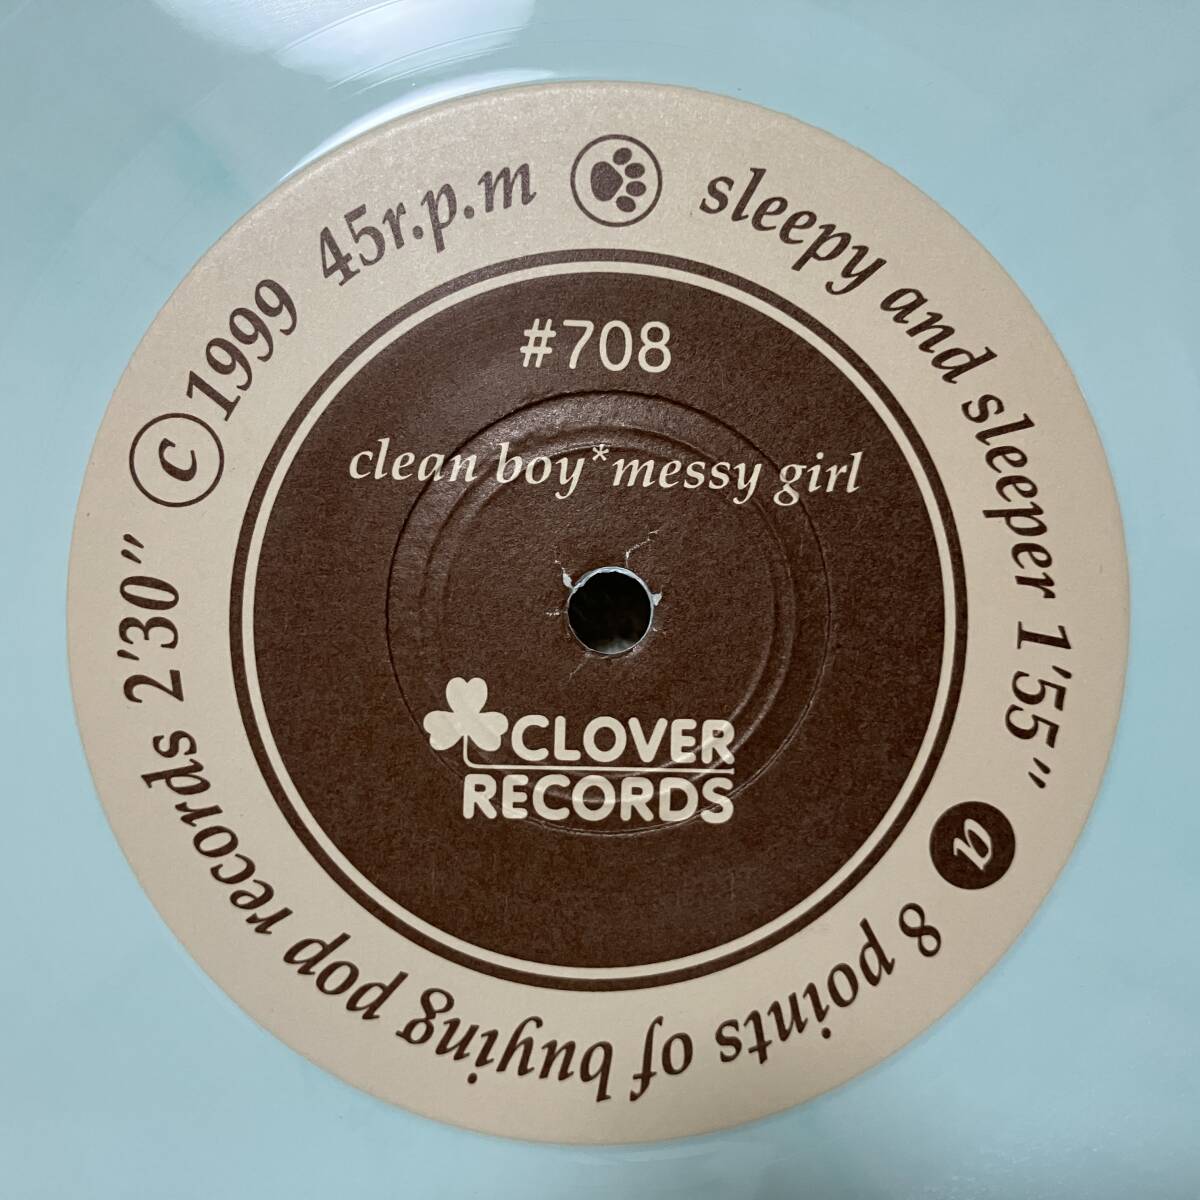 #708
clean boy*messy girl
CLOVER
RECORDS
sleepy and sleeper 1'55"
a
8 points of buying pop records 2'30"
©1999 45r.p.m